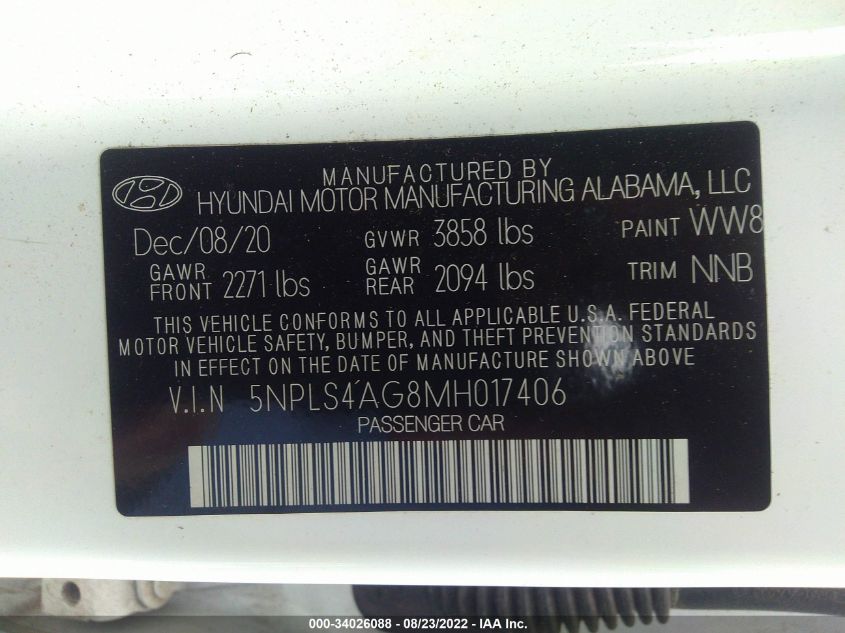 MANUFACTURED BY
HYUNDAI MOTOR MANUFACTURING ALABAMA, LLC
Dec/08/20 GVWR 3858 lbs PAINT WW8
GAWR FRONT 2271 lbs GAWR REAR 2094 lbs TRIM NNB
THIS VEHICLE CONFORMS TO ALL APPLICABLE U.S.A. FEDERAL
MOTOR VEHICLE SAFETY, BUMPER, AND THEFT PREVENTION STANDARDS
IN EFFECT ON THE DATE OF MANUFACTURE SHOWN ABOVE
V.I.N 5NPLS4AG8MH017406
PASSENGER CAR
000-34026088 - 08/23/2022 - IAA Inc.